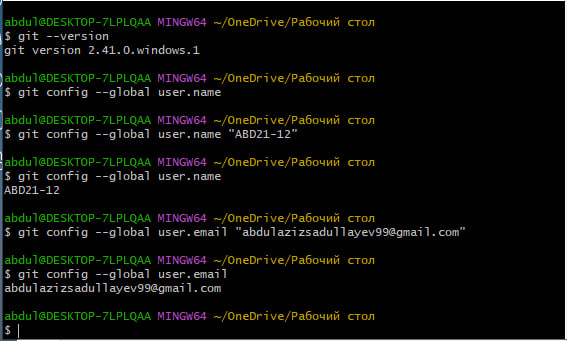 abdul@DESKTOP-7LPLQAA MINGW64 ~/OneDrive/Рабочий стол
$ git --version
git version 2.41.0.windows.1
abdul@DESKTOP-7LPLQAA MINGW64 ~/OneDrive/Рабочий стол
$ git config --global user.name
abdul@DESKTOP-7LPLQAA MINGW64 ~/OneDrive/Рабочий стол
$ git config --global user.name "ABD21-12"
abdul@DESKTOP-7LPLQAA MINGW64 ~/OneDrive/Рабочий стол
$ git config --global user.name
ABD21-12
abdul@DESKTOP-7LPLQAA MINGW64 ~/OneDrive/Рабочий стол
$ git config --global user.email "abdulazizsadullayev99@gmail.com"
abdul@DESKTOP-7LPLQAA MINGW64 ~/OneDrive/Рабочий стол
$ git config --global user.email
abdulazizsadullayev99@gmail.com
abdul@DESKTOP-7LPLQAA MINGW64 ~/OneDrive/Рабочий стол
$